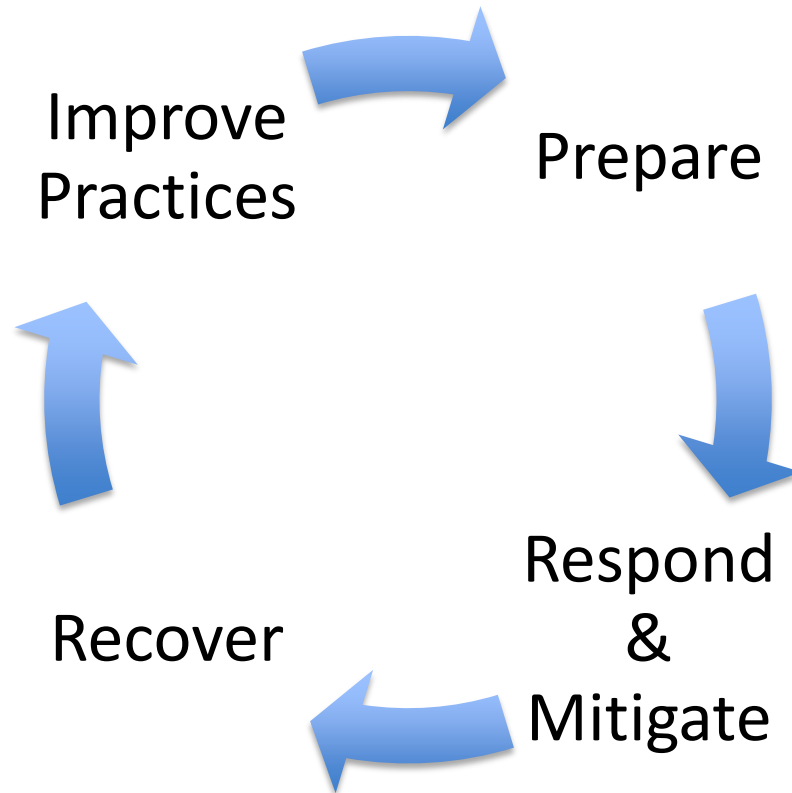 Improve
Practices
Prepare
Respond
&
Mitigate
Recover